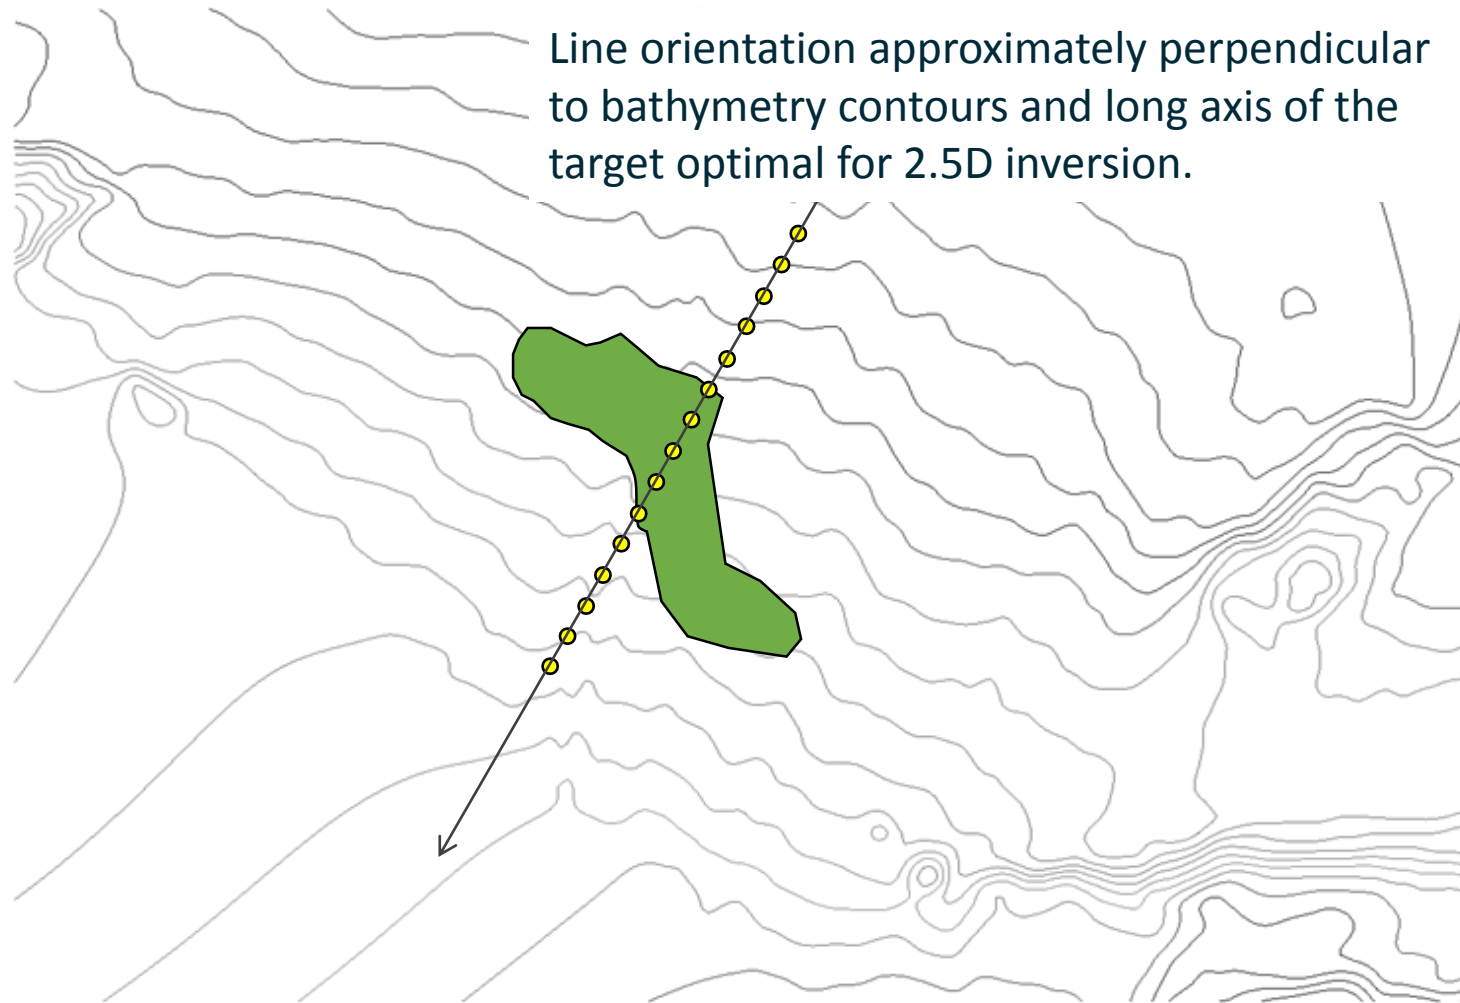 Line orientation approximately perpendicular
to bathymetry contours and long axis of the
target optimal for 2.5D inversion.